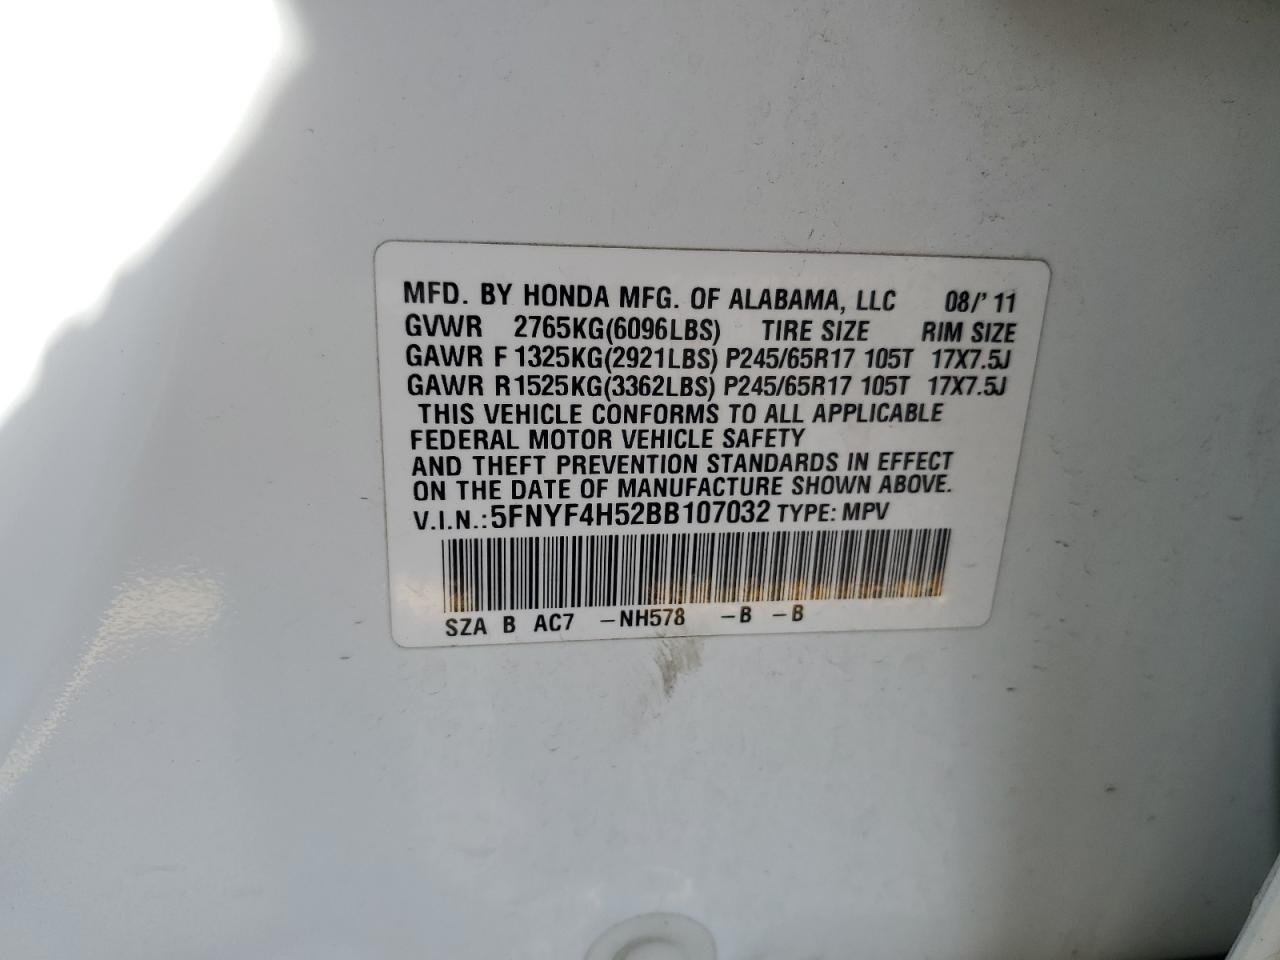 MFD. BY HONDA MFG. OF ALABAMA, LLC 08/' 11
GVWR 2765KG(6096LBS) TIRE SIZE RIM SIZE
GAWR F 1325KG(2921LBS) P245/65R17 105T 17X7.5J
GAWR R1525KG(3362LBS) P245/65R17 105T 17X7.5J
THIS VEHICLE CONFORMS TO ALL APPLICABLE
FEDERAL MOTOR VEHICLE SAFETY
AND THEFT PREVENTION STANDARDS IN EFFECT
ON THE DATE OF MANUFACTURE SHOWN ABOVE.
V.I.N.:5FNYF4H52BB107032 TYPE: MPV
SZA B AC7 –NH578 –B –B